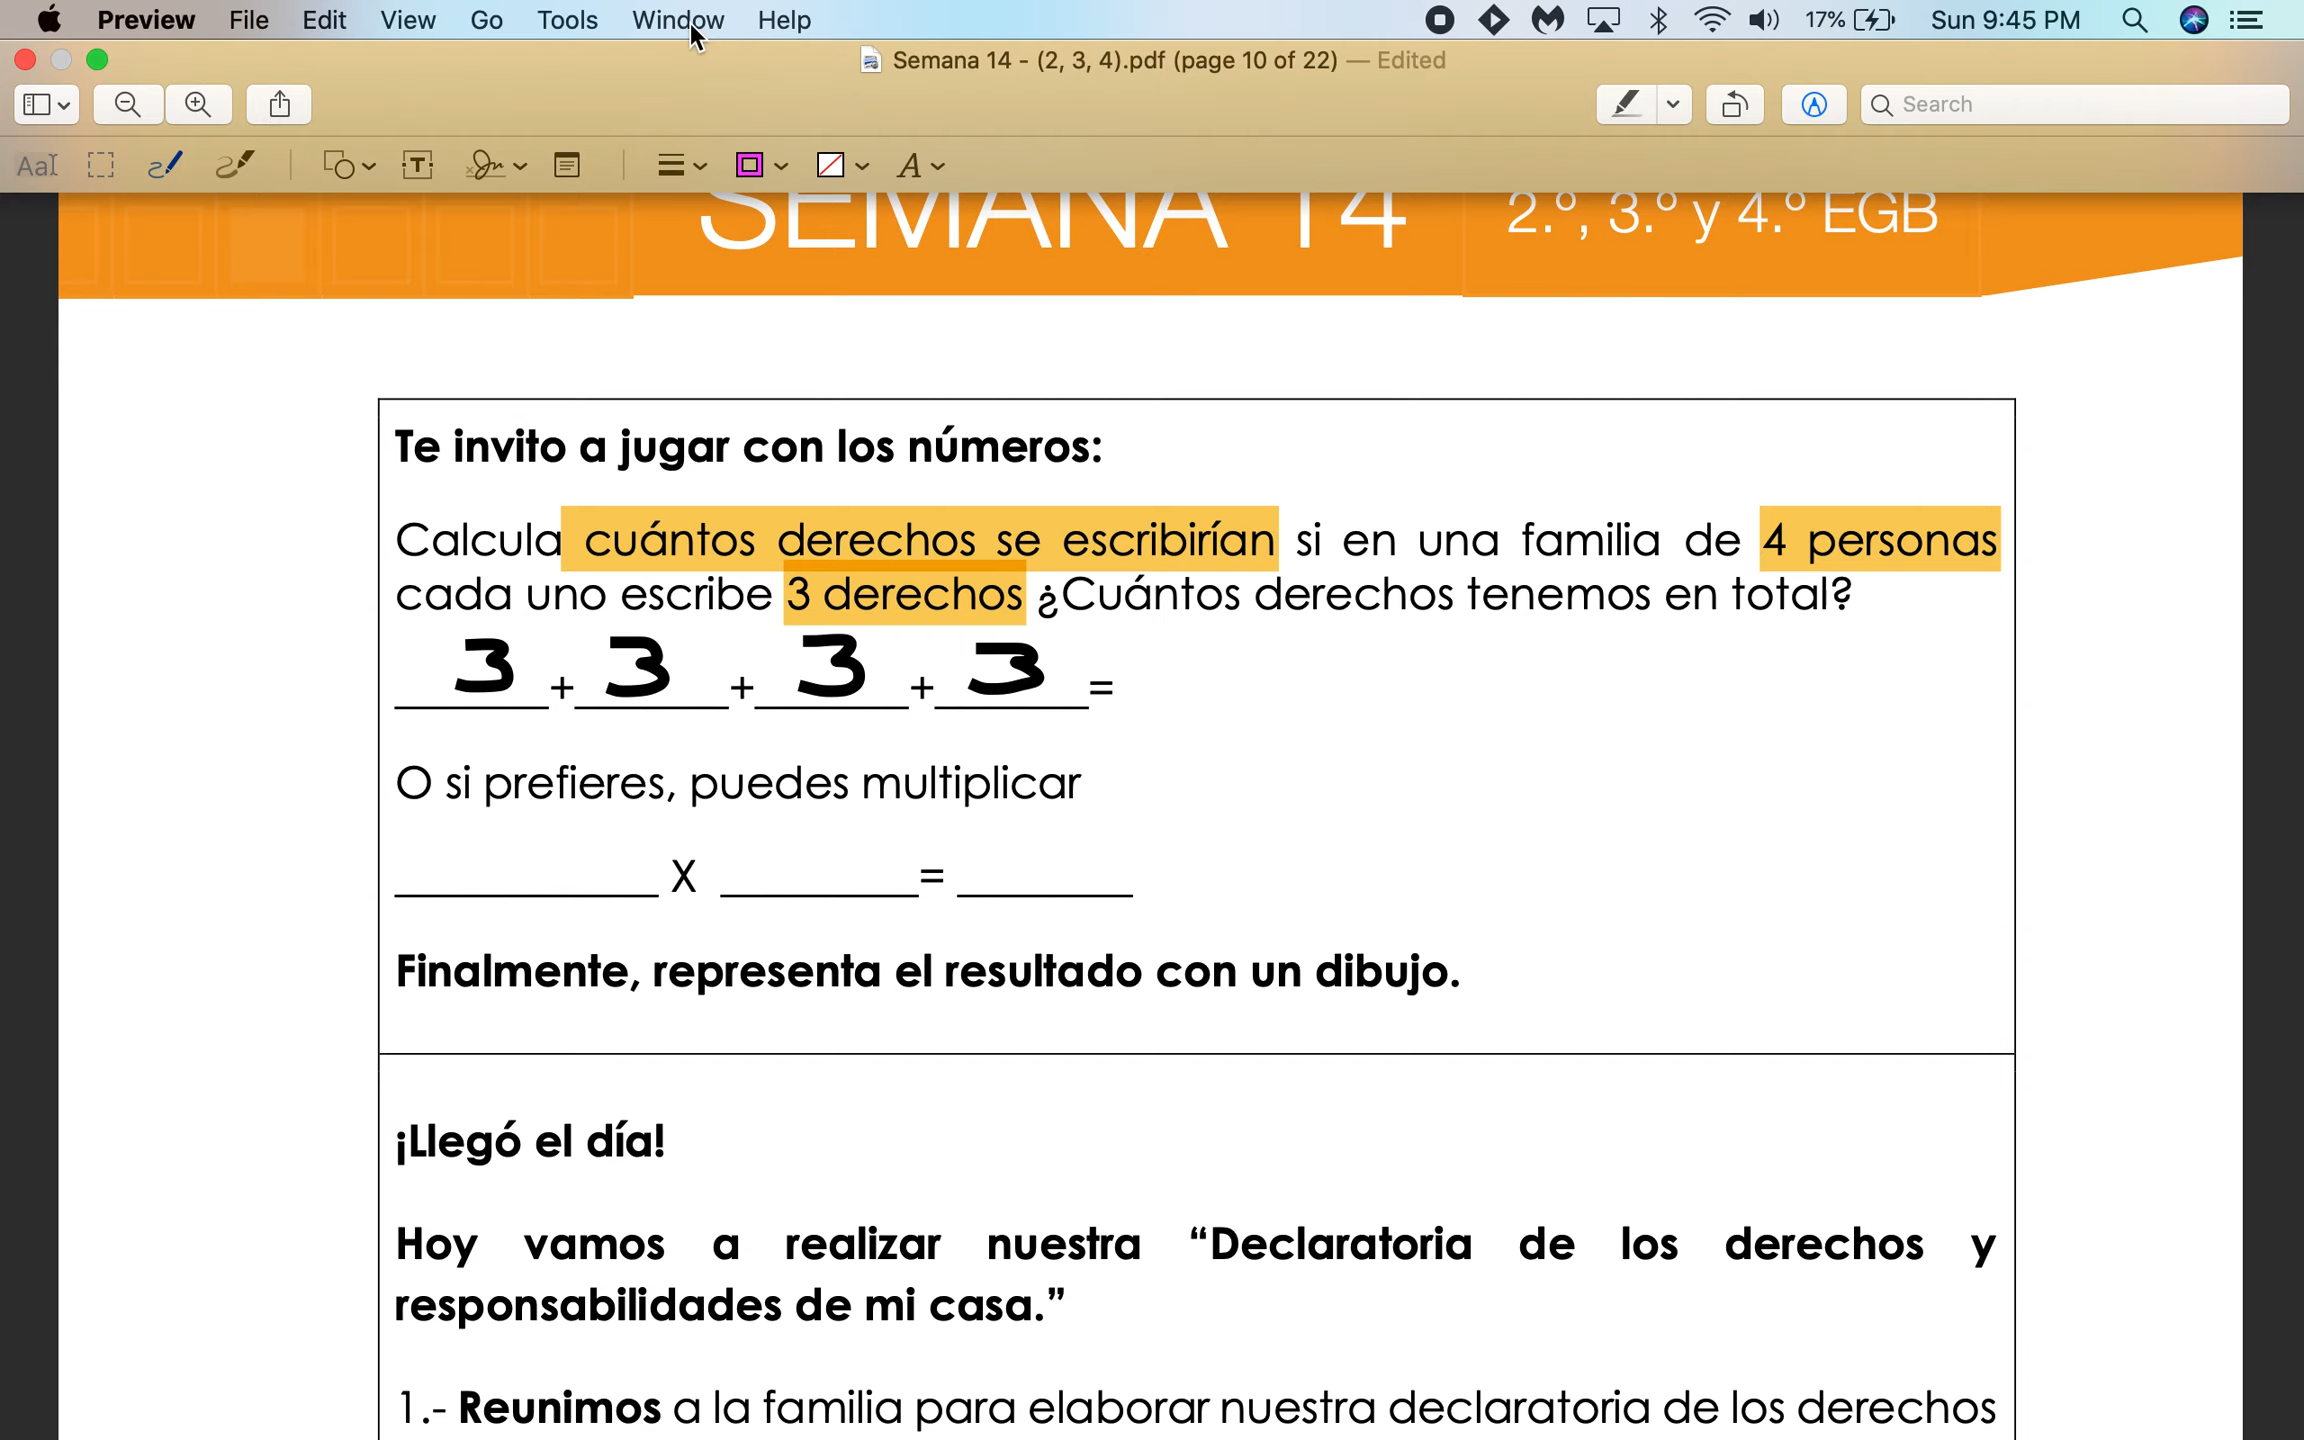 Preview File Edit View Go Tools Window Help 17% Sun 9:45 PM
Semana 14 - (2, 3, 4).pdf (page 10 of 22) — Edited
Search
AaI T A
SEMANA 14 2.º, 3.º y 4.º EGB
Te invito a jugar con los números:
Calcula cuántos derechos se escribirían si en una familia de 4 personas
cada uno escribe 3 derechos ¿Cuántos derechos tenemos en total?
3 + 3 + 3 + 3 =
O si prefieres, puedes multiplicar
____________ X _________= ________
Finalmente, representa el resultado con un dibujo.
¡Llegó el día!
Hoy vamos a realizar nuestra “Declaratoria de los derechos y
responsabilidades de mi casa.”
1.- Reunimos a la familia para elaborar nuestra declaratoria de los derechos